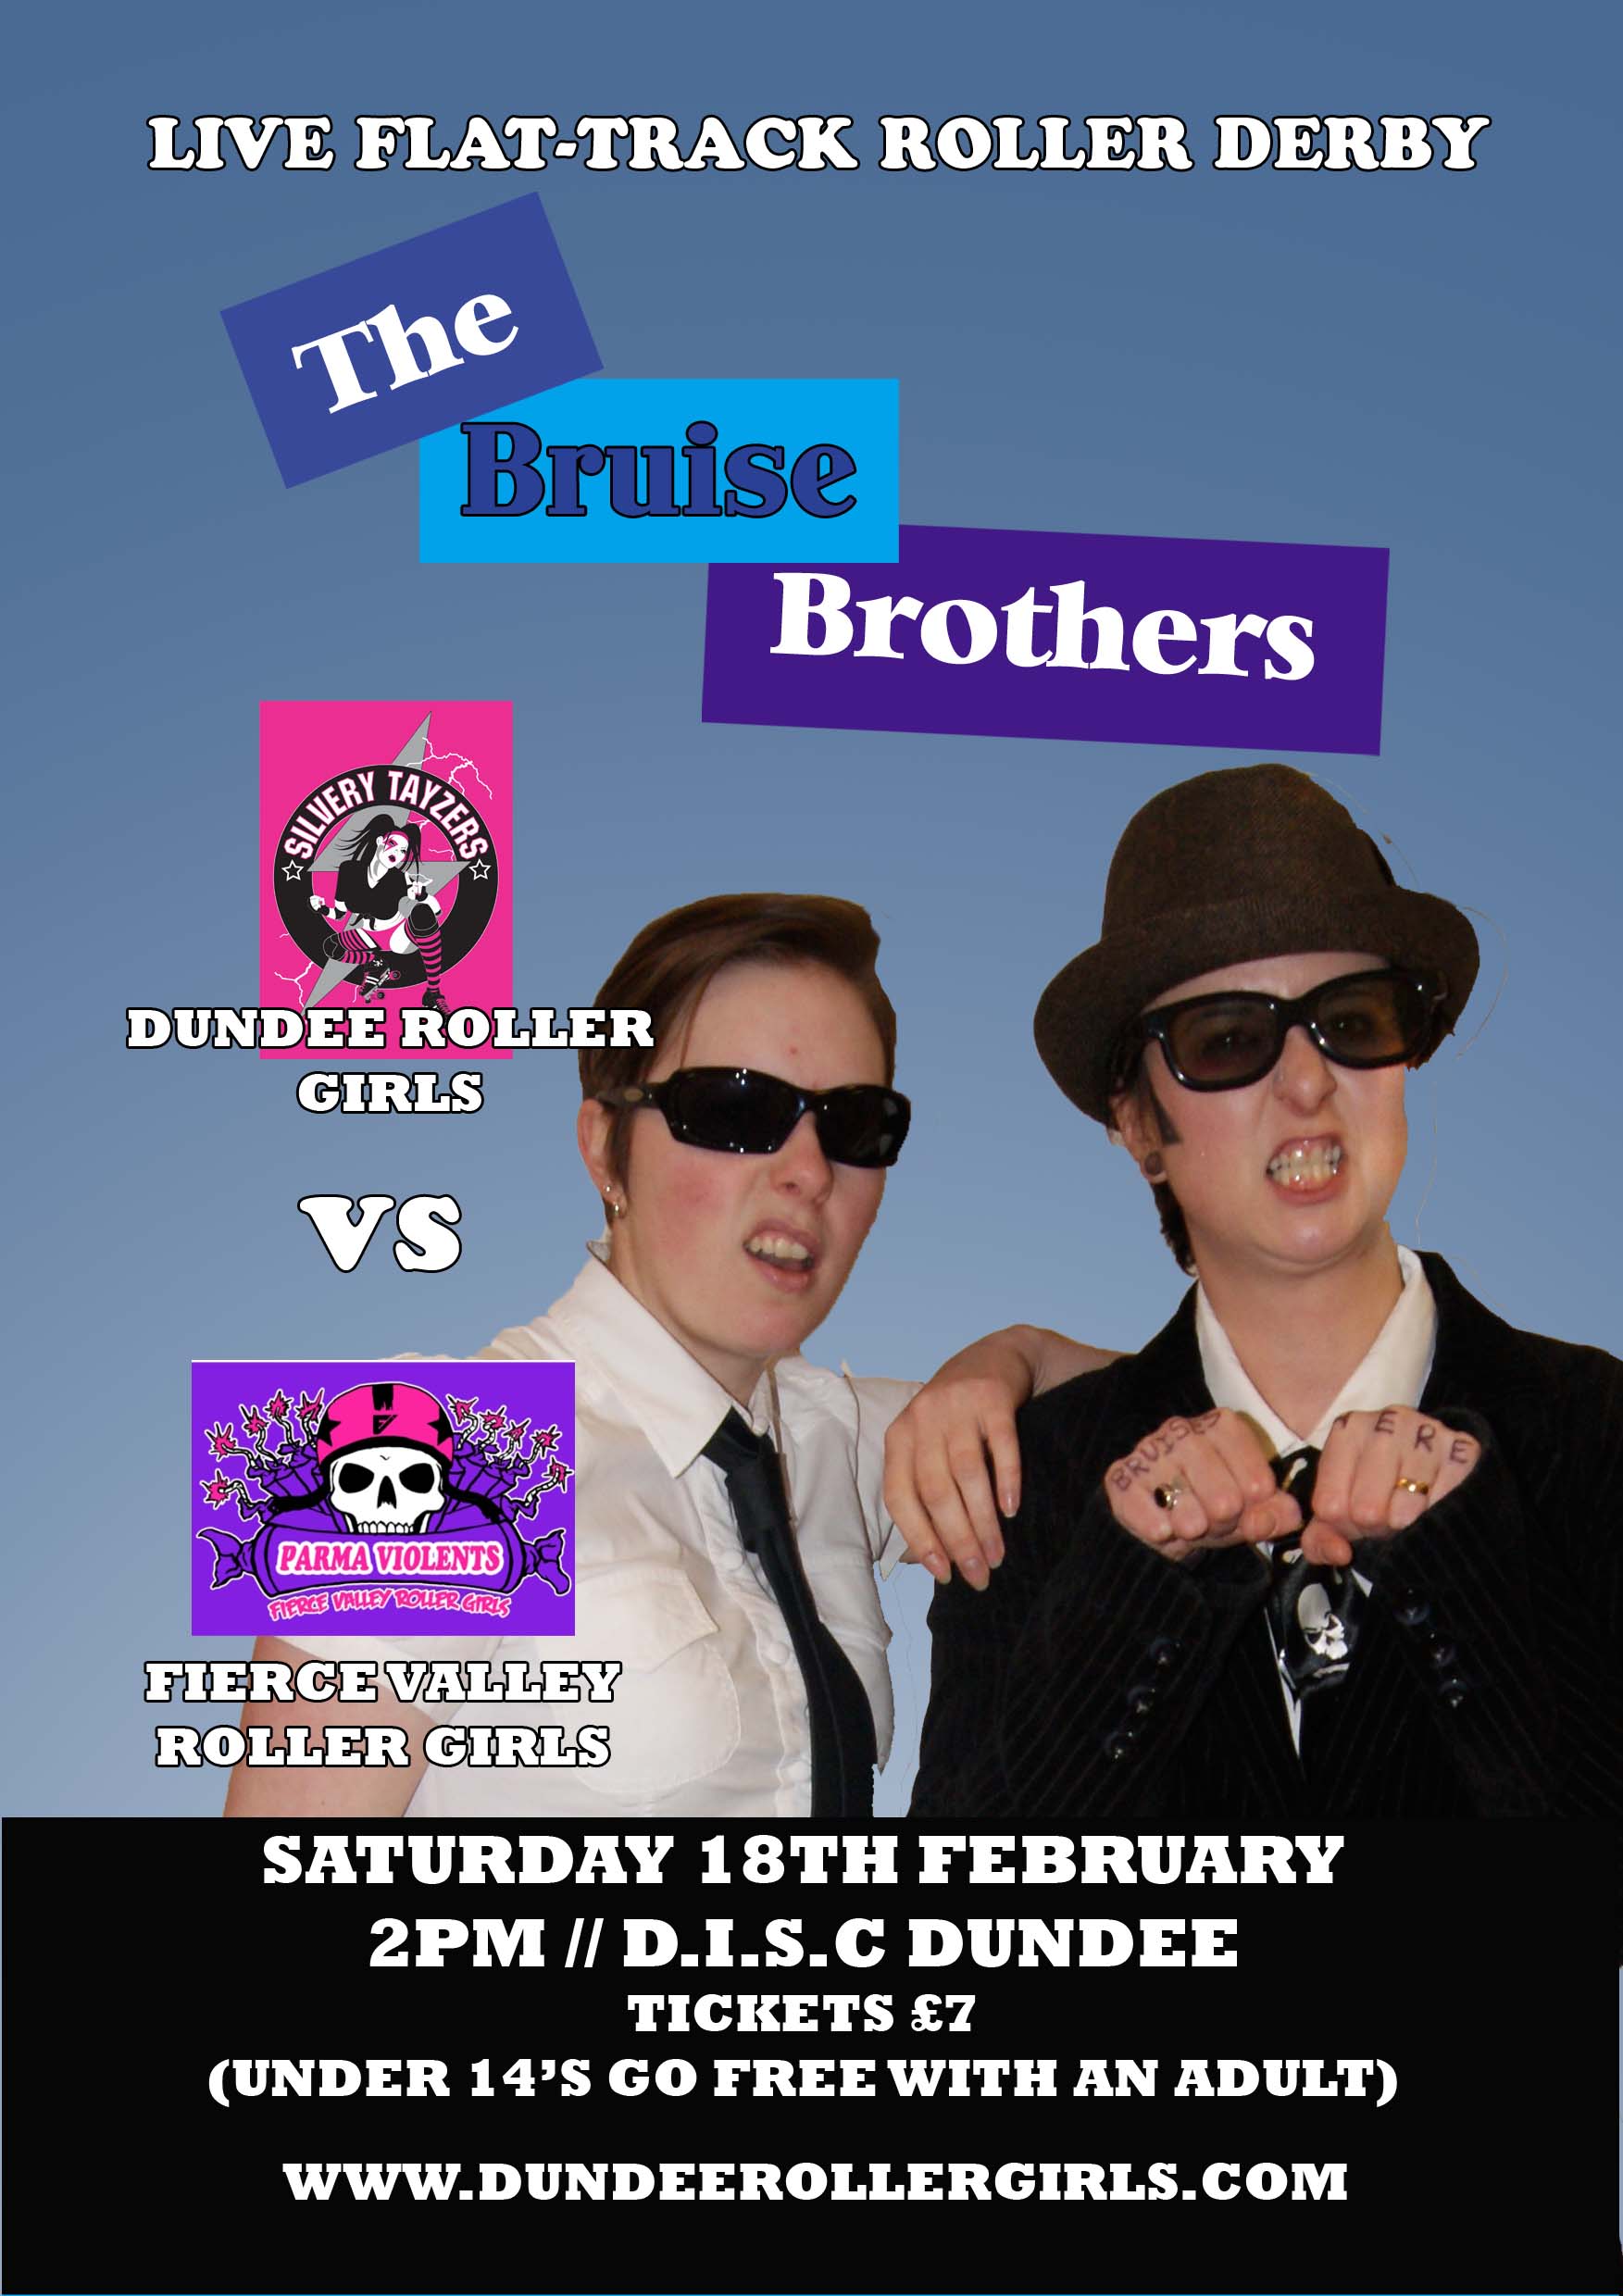 LIVE FLAT-TRACK ROLLER DERBY
The
Bruise
Brothers
SILVERY TAYZERS
DUNDEE ROLLER
GIRLS
VS
PARMA VIOLENTS
FIERCE VALLEY ROLLER GIRLS
FIERCE VALLEY
ROLLER GIRLS
BRUISE
SATURDAY 18TH FEBRUARY
2PM // D.I.S.C DUNDEE
TICKETS £7
(UNDER 14'S GO FREE WITH AN ADULT)
WWW.DUNDEEROLLERGIRLS.COM